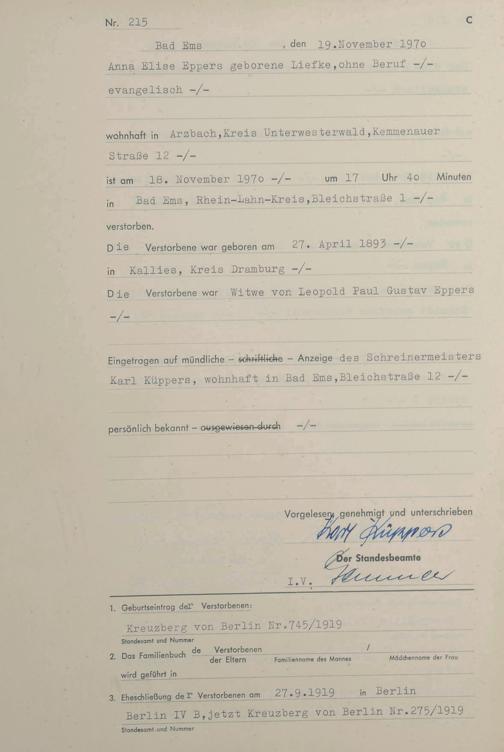 Nr. 215 C
Bad Ems , den 19.November 1970
Anna Elise Eppers geborene Liefke,ohne Beruf -/-
evangelisch -/-
wohnhaft in Arzbach,Kreis Unterwesterwald,Kemmenauer
Straße 12 -/-
ist am 18. November 1970 -/- um 17 Uhr 40 Minuten
in Bad Ems, Rhein-Lahn-Kreis,Bleichstraße 1 -/-
verstorben.
Die Verstorbene war geboren am 27. April 1893 -/-
in Kallies, Kreis Dramburg -/-
Die Verstorbene war Witwe von Leopold Paul Gustav Eppers
-/-
Eingetragen auf mündliche – schriftliche – Anzeige des Schreinermeisters
Karl Küppers, wohnhaft in Bad Ems,Bleichstraße 12 -/-
persönlich bekannt – ausgewiesen durch -/-
Vorgelesen, genehmigt und unterschrieben
Karl Küppers
Der Standesbeamte
I.V.
1. Geburtseintrag der Verstorbenen:
Kreuzberg von Berlin Nr.745/1919
Standesamt und Nummer
2. Das Familienbuch de Verstorbenen /
der Eltern Familienname des Mannes Mädchenname der Frau
wird geführt in
3. Eheschließung der Verstorbenen am 27.9.1919 in Berlin
Berlin IV B,jetzt Kreuzberg von Berlin Nr.275/1919
Standesamt und Nummer